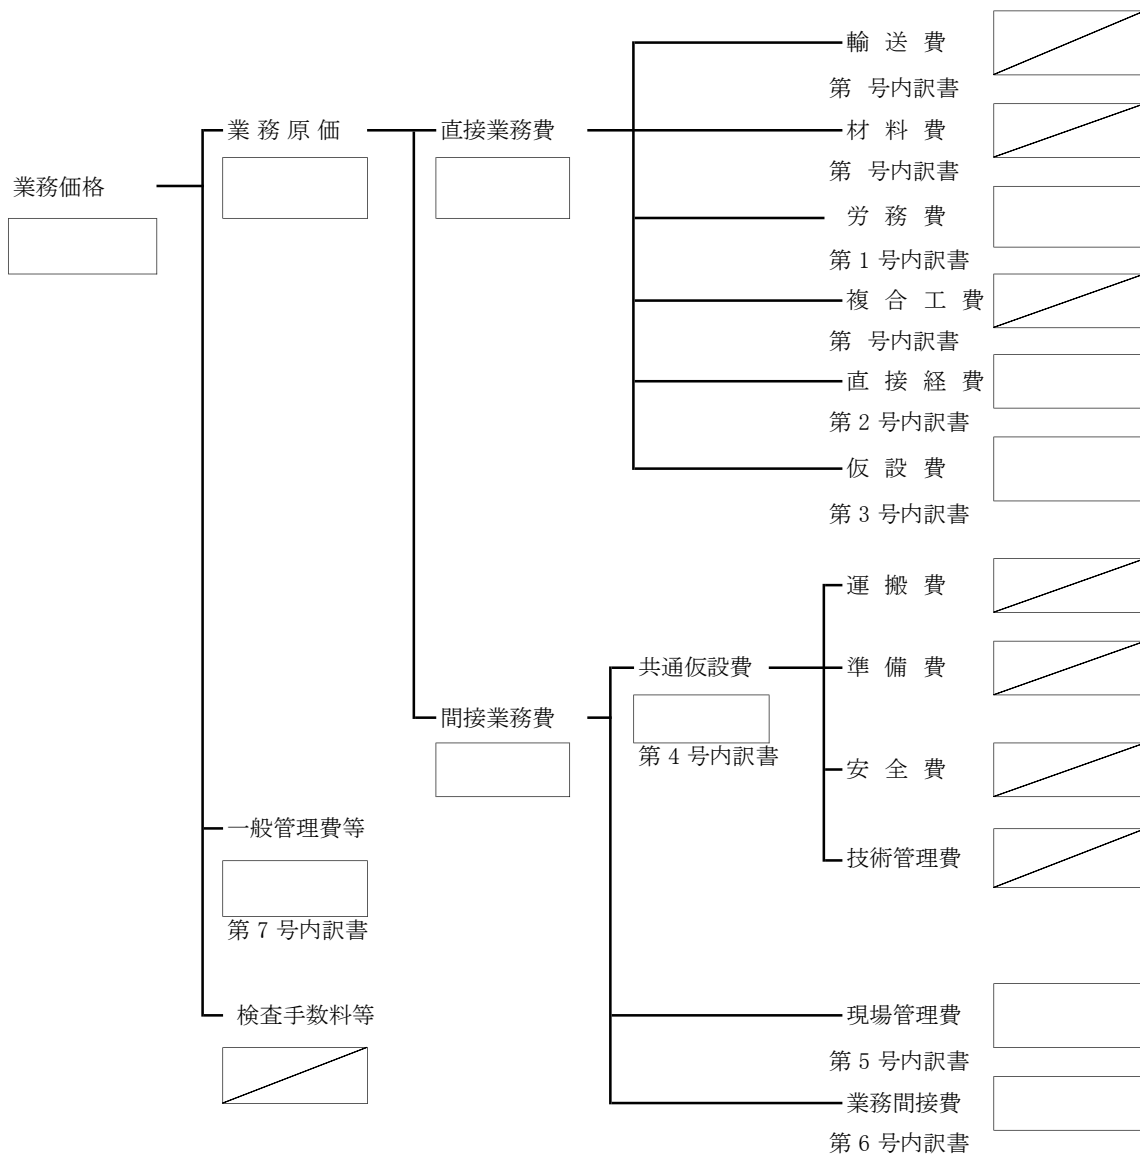 輸送費
第 号内訳書
業務原価 直接業務費 材料費
業務価格
第 号内訳書
労務費
第1号内訳書
複合工費
第 号内訳書
直接経費
第2号内訳書
仮設費
第3号内訳書
運搬費
共通仮設費 準備費
間接業務費
第4号内訳書
安全費
一般管理費等
技術管理費
第7号内訳書
検査手数料等 現場管理費
第5号内訳書
業務間接費
第6号内訳書